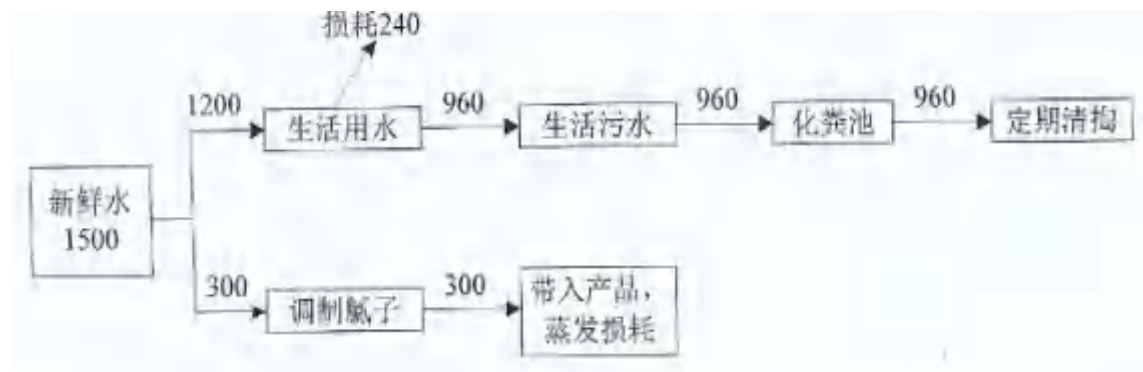 损耗240
1200
生活用水
960
生活污水
960
化粪池
960
定期清掏
新鲜水
1500
300
调制腻子
300
带入产品，
蒸发损耗